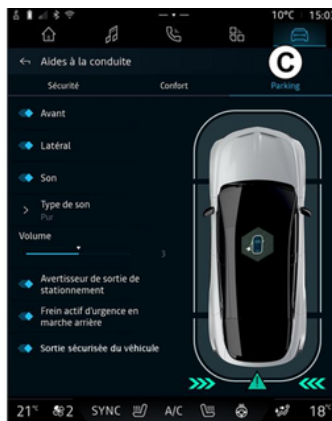 10°C 15:03
Aides à la conduite
C
Sécurité Confort Parking
Avant
Latéral
Son
Type de son
Pur
Volume
3
Avertisseur de sortie de
stationnement
Frein actif d'urgence en
marche arrière
Sortie sécurisée du véhicule
21°c 2 SYNC A/C 18°